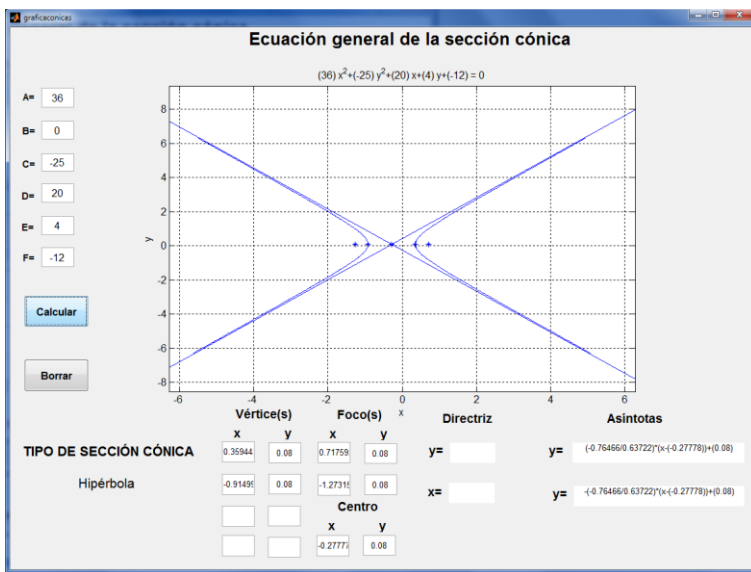 graficaconicas
Ecuación general de la sección cónica
(36) x^2+(-25) y^2+(20) x+(4) y+(-12) = 0
A= 36
B= 0
C= -25
D= 20
E= 4
F= -12
Calcular
Borrar
8
6
4
2
0
-2
-4
-6
-8
y
-6 -4 -2 0 2 4 6
x
Vértice(s) Foco(s) Directriz Asintotas
x y x y
TIPO DE SECCIÓN CÓNICA
Hipérbola
0.35944 0.08 0.71759 0.08
-0.91499 0.08 -1.27315 0.08
y=
x=
y= (-0.76466/0.63722)*(x-(-0.27778))+(0.08)
y= -(-0.76466/0.63722)*(x-(-0.27778))+(0.08)
Centro
x y
-0.2777 0.08